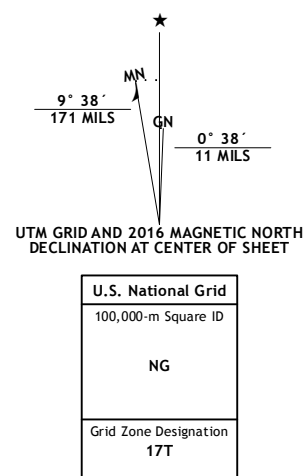 ★
MN
9° 38´
171 MILS
GN
0° 38´
11 MILS
UTM GRID AND 2016 MAGNETIC NORTH
DECLINATION AT CENTER OF SHEET
U.S. National Grid
100,000-m Square ID
NG
Grid Zone Designation
17T